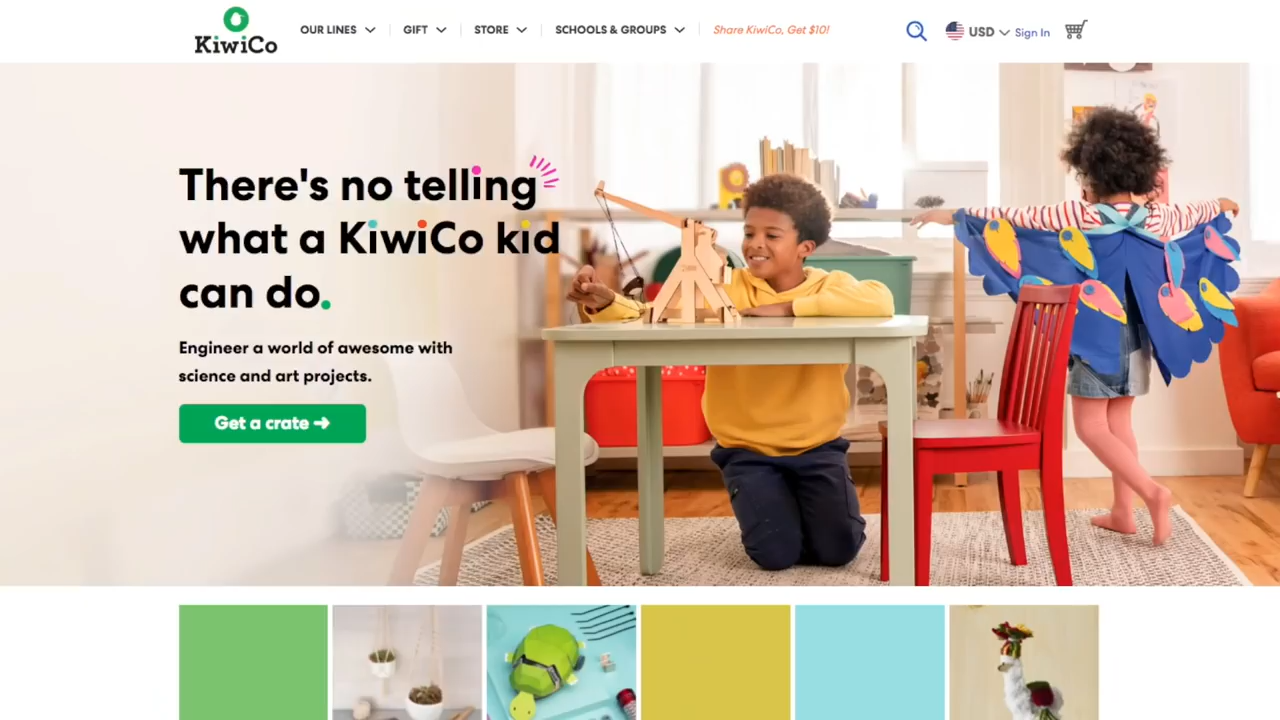 KiwiCo
OUR LINES
GIFT
STORE
SCHOOLS & GROUPS
Share KiwiCo, Get $10!
USD
Sign In
There's no telling
what a KiwiCo kid
can do.
Engineer a world of awesome with
science and art projects.
Get a crate →